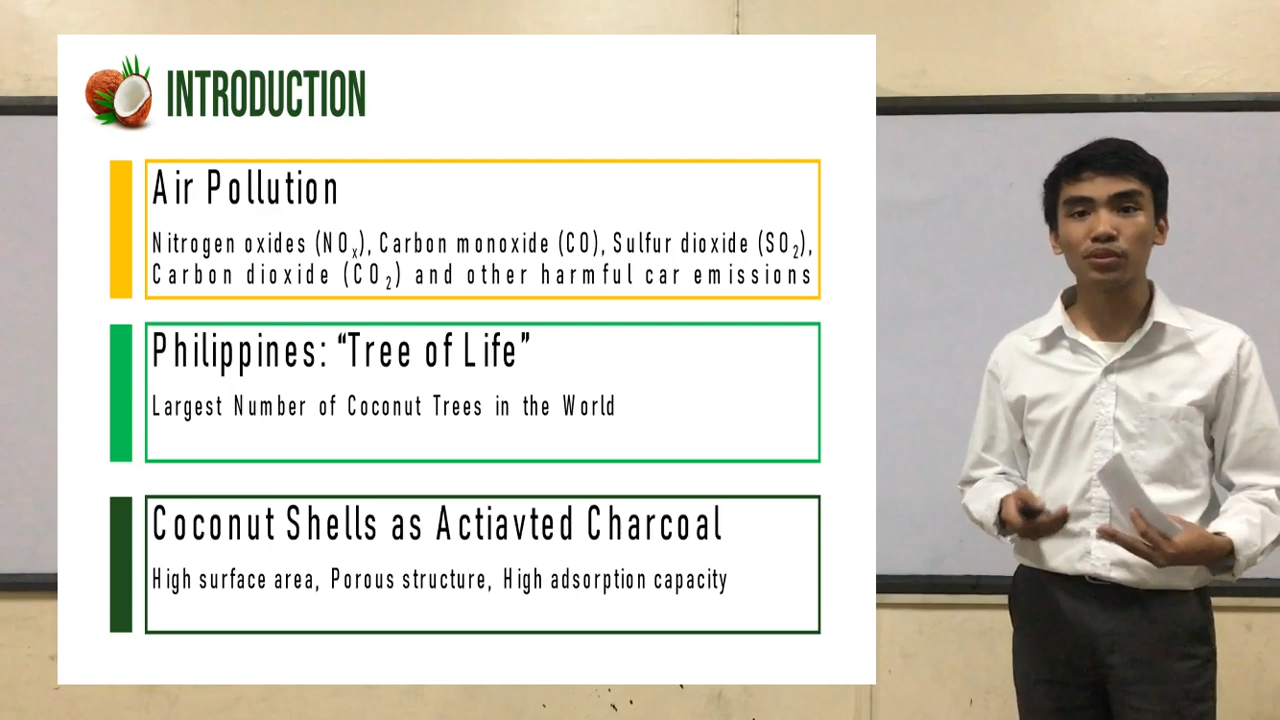 INTRODUCTION
Air Pollution
Nitrogen oxides (NOₓ), Carbon monoxide (CO), Sulfur dioxide (SO₂),
Carbon dioxide (CO₂) and other harmful car emissions
Philippines: “Tree of Life”
Largest Number of Coconut Trees in the World
Coconut Shells as Actiavted Charcoal
High surface area, Porous structure, High adsorption capacity